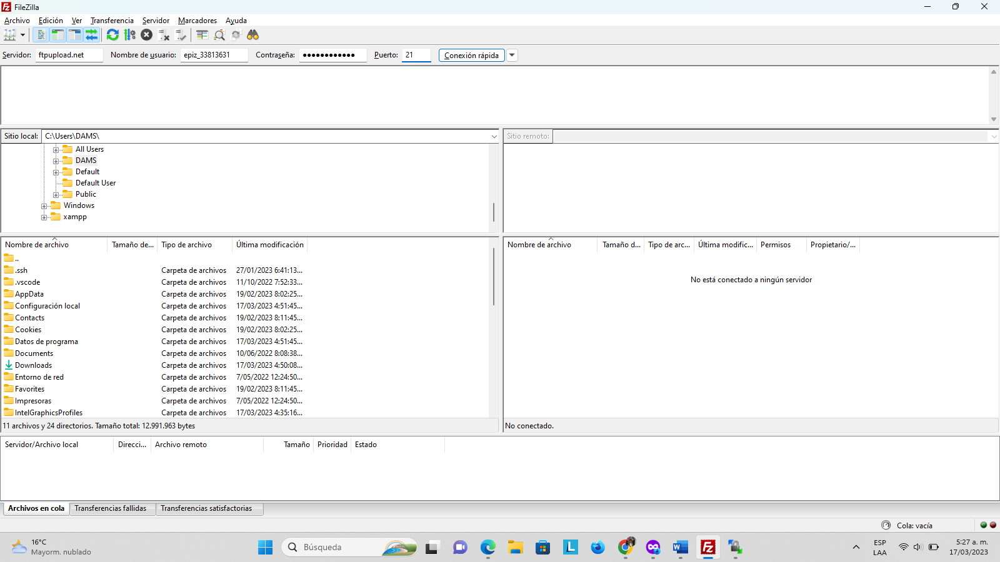 FileZilla
Archivo Edición Ver Transferencia Servidor Marcadores Ayuda
Servidor: ftpupload.net Nombre de usuario: epiz_33813631 Contraseña: ●●●●●●●●●●●● Puerto: 21 Conexión rápida
Sitio local: C:\Users\DAMS\
Sitio remoto:
All Users
DAMS
Default
Default User
Public
Windows
xampp
Nombre de archivo Tamaño de... Tipo de archivo Última modificación
..
.ssh Carpeta de archivos 27/01/2023 6:41:13...
.vscode Carpeta de archivos 11/10/2022 7:52:33...
AppData Carpeta de archivos 19/02/2023 8:02:25...
Configuración local Carpeta de archivos 17/03/2023 4:51:45...
Contacts Carpeta de archivos 19/02/2023 8:11:45...
Cookies Carpeta de archivos 19/02/2023 8:02:25...
Datos de programa Carpeta de archivos 17/03/2023 4:51:45...
Documents Carpeta de archivos 10/06/2022 8:08:38...
Downloads Carpeta de archivos 17/03/2023 4:50:08...
Entorno de red Carpeta de archivos 7/05/2022 12:24:50...
Favorites Carpeta de archivos 19/02/2023 8:11:45...
Impresoras Carpeta de archivos 7/05/2022 12:24:50...
IntelGraphicsProfiles Carpeta de archivos 17/03/2023 4:35:16...
11 archivos y 24 directorios. Tamaño total: 12.991.963 bytes
Nombre de archivo Tamaño d... Tipo de arc... Última modific... Permisos Propietario/...
No está conectado a ningún servidor
No conectado.
Servidor/Archivo local Direcci... Archivo remoto Tamaño Prioridad Estado
Archivos en cola Transferencias fallidas Transferencias satisfactorias
Cola: vacía
16°C
Mayorm. nublado
Búsqueda
ESP
LAA
5:27 a. m.
17/03/2023